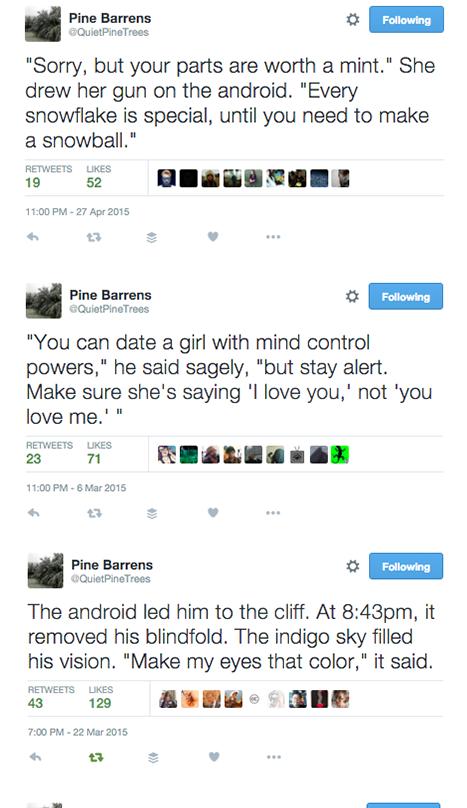 Pine Barrens
@QuietPineTrees
Following
"Sorry, but your parts are worth a mint." She
drew her gun on the android. "Every
snowflake is special, until you need to make
a snowball."
RETWEETS LIKES
19 52
11:00 PM - 27 Apr 2015
Pine Barrens
@QuietPineTrees
Following
"You can date a girl with mind control
powers," he said sagely, "but stay alert.
Make sure she's saying 'I love you,' not 'you
love me.' "
RETWEETS LIKES
23 71
11:00 PM - 6 Mar 2015
Pine Barrens
@QuietPineTrees
Following
The android led him to the cliff. At 8:43pm, it
removed his blindfold. The indigo sky filled
his vision. "Make my eyes that color," it said.
RETWEETS LIKES
43 129
7:00 PM - 22 Mar 2015